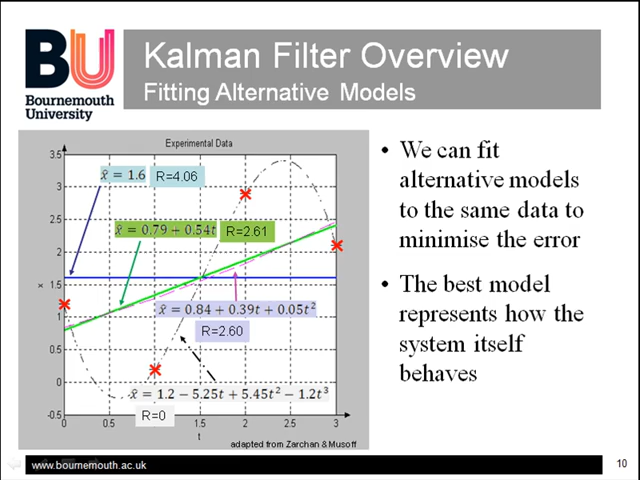 BU
Bournemouth
University
Kalman Filter Overview
Fitting Alternative Models
Experimental Data
3.5
3
2.5
2
1.5
1
0.5
0
-0.5
x
x̂ = 1.6
R=4.06
x̂ = 0.79 + 0.54t
R=2.61
x̂ = 0.84 + 0.39t + 0.05t²
R=2.60
x̂ = 1.2 − 5.25t + 5.45t² − 1.2t³
R=0
0 0.5 1 1.5 2 2.5 3
t
adapted from Zarchan & Musoff
• We can fit
alternative models
to the same data to
minimise the error
• The best model
represents how the
system itself
behaves
www.bournemouth.ac.uk
10